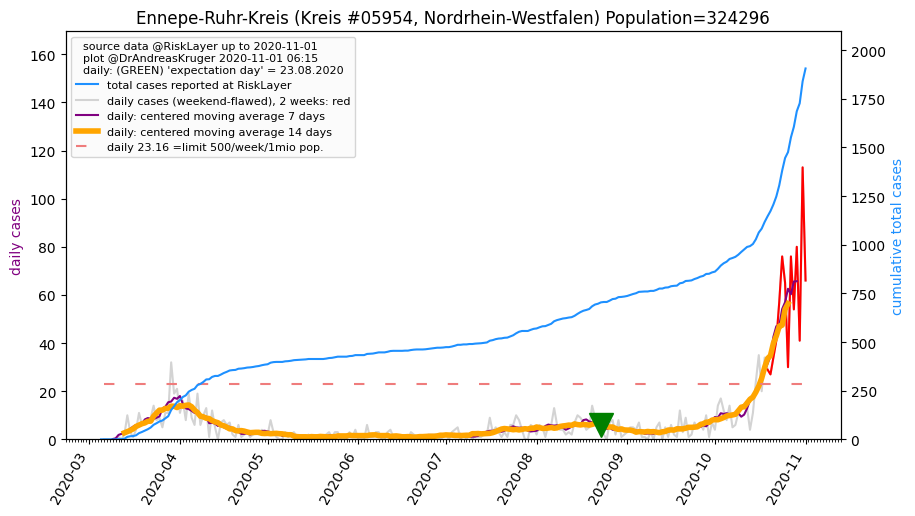 Ennepe-Ruhr-Kreis (Kreis #05954, Nordrhein-Westfalen) Population=324296
source data @RiskLayer up to 2020-11-01
plot @DrAndreasKruger 2020-11-01 06:15
daily: (GREEN) 'expectation day' = 23.08.2020
total cases reported at RiskLayer
daily cases (weekend-flawed), 2 weeks: red
daily: centered moving average 7 days
daily: centered moving average 14 days
daily 23.16 =limit 500/week/1mio pop.
daily cases
160
140
120
100
80
60
40
20
0
cumulative total cases
2000
1750
1500
1250
1000
750
500
250
0
2020-03
2020-04
2020-05
2020-06
2020-07
2020-08
2020-09
2020-10
2020-11